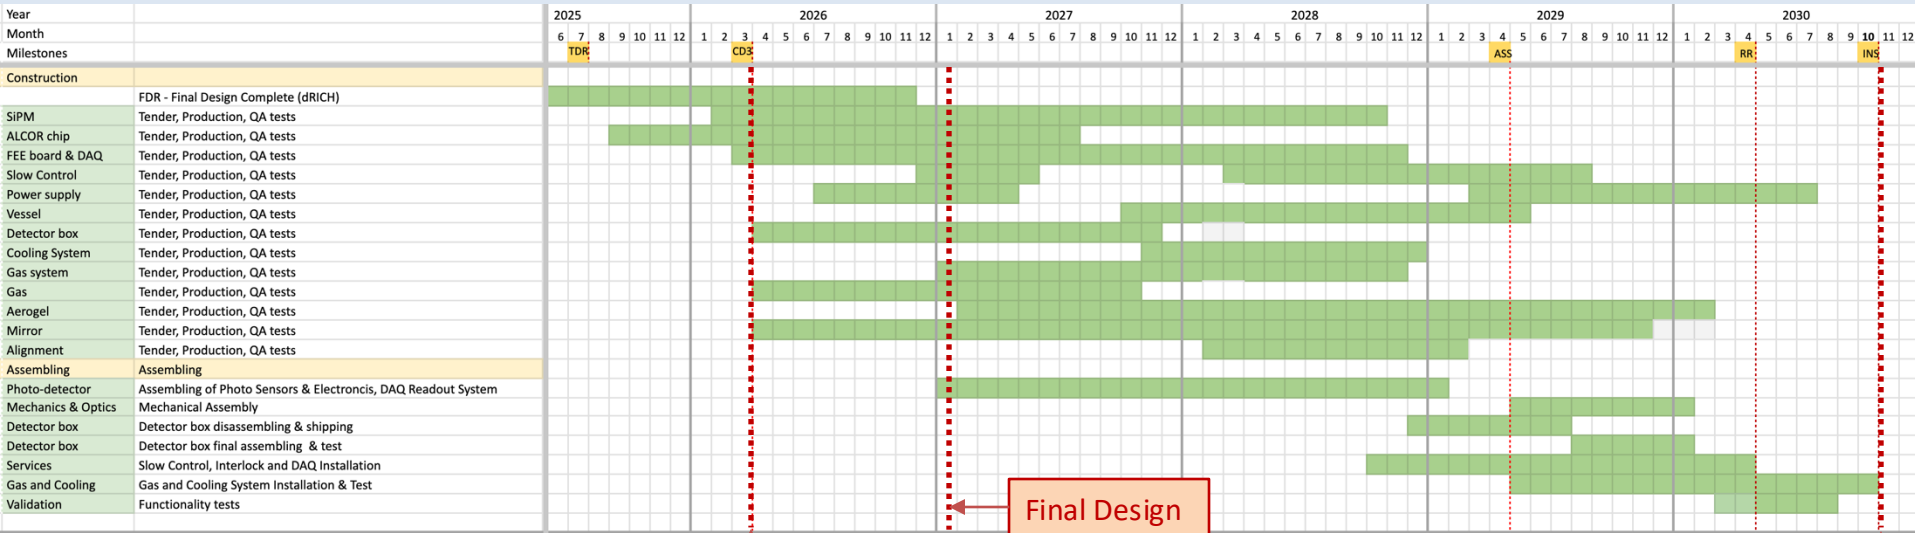 Year 2025 2026 2027 2028 2029 2030
Month 6 7 8 9 10 11 12 1 2 3 4 5 6 7 8 9 10 11 12 1 2 3 4 5 6 7 8 9 10 11 12 1 2 3 4 5 6 7 8 9 10 11 12 1 2 3 4 5 6 7 8 9 10 11 12 1 2 3 4 5 6 7 8 9 10 11 12
Milestones TDR CD3 ASS RR INS
Construction
FDR - Final Design Complete (dRICH)
SiPM Tender, Production, QA tests
ALCOR chip Tender, Production, QA tests
FEE board & DAQ Tender, Production, QA tests
Slow Control Tender, Production, QA tests
Power supply Tender, Production, QA tests
Vessel Tender, Production, QA tests
Detector box Tender, Production, QA tests
Cooling System Tender, Production, QA tests
Gas system Tender, Production, QA tests
Gas Tender, Production, QA tests
Aerogel Tender, Production, QA tests
Mirror Tender, Production, QA tests
Alignment Tender, Production, QA tests
Assembling Assembling
Photo-detector Assembling of Photo Sensors & Electroncis, DAQ Readout System
Mechanics & Optics Mechanical Assembly
Detector box Detector box disassembling & shipping
Detector box Detector box final assembling & test
Services Slow Control, Interlock and DAQ Installation
Gas and Cooling Gas and Cooling System Installation & Test
Validation Functionality tests
Final Design